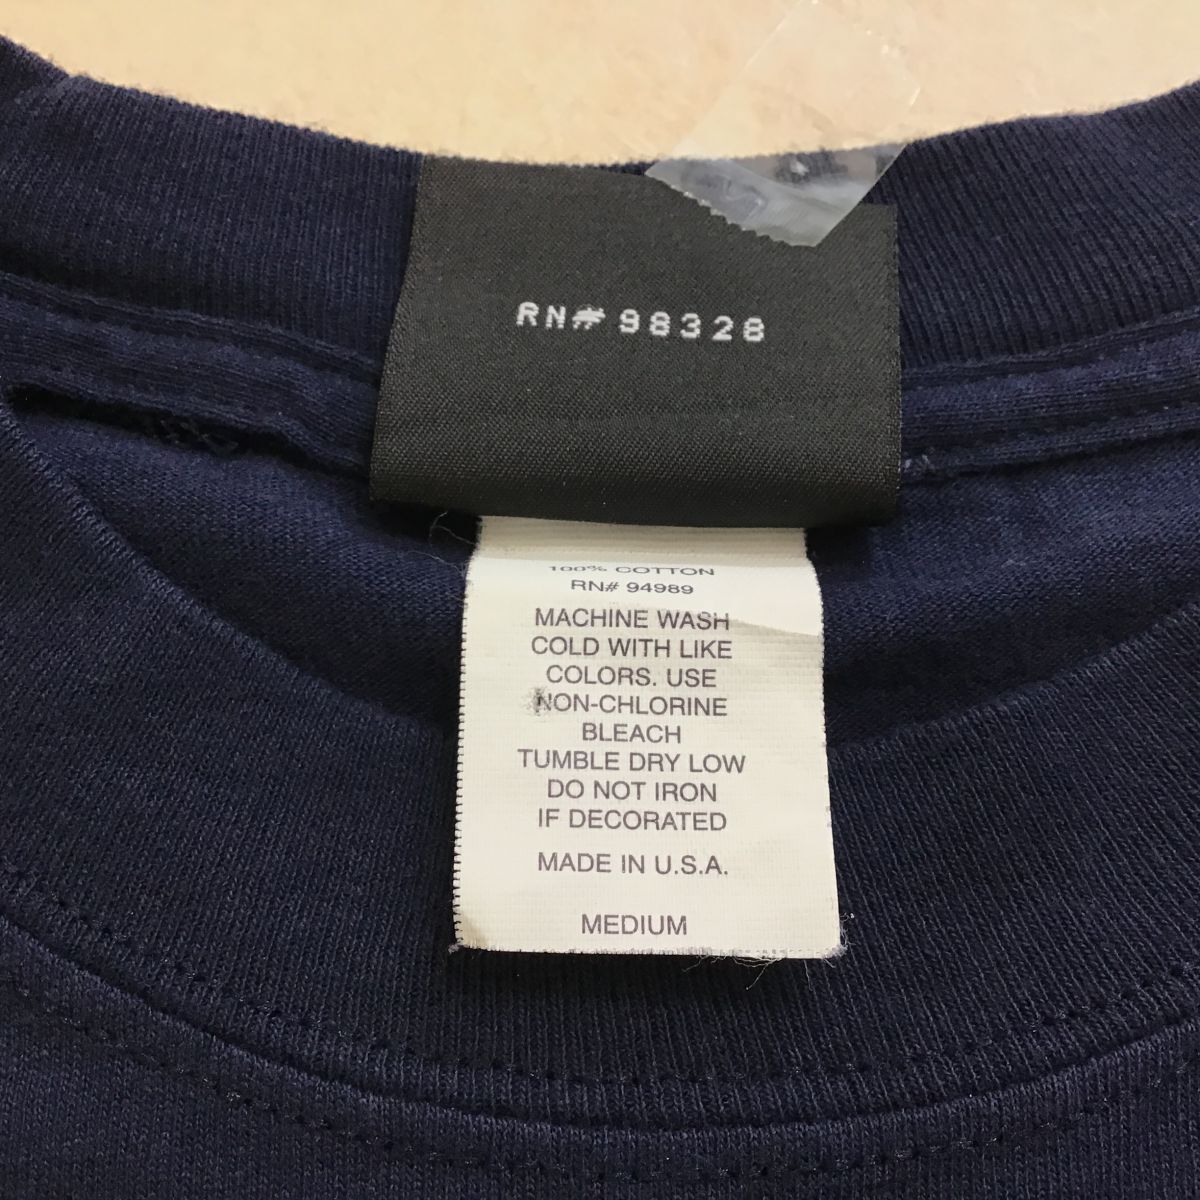 RN# 98328
100% COTTON
RN# 94989
MACHINE WASH
COLD WITH LIKE
COLORS. USE
NON-CHLORINE
BLEACH
TUMBLE DRY LOW
DO NOT IRON
IF DECORATED
MADE IN U.S.A.
MEDIUM